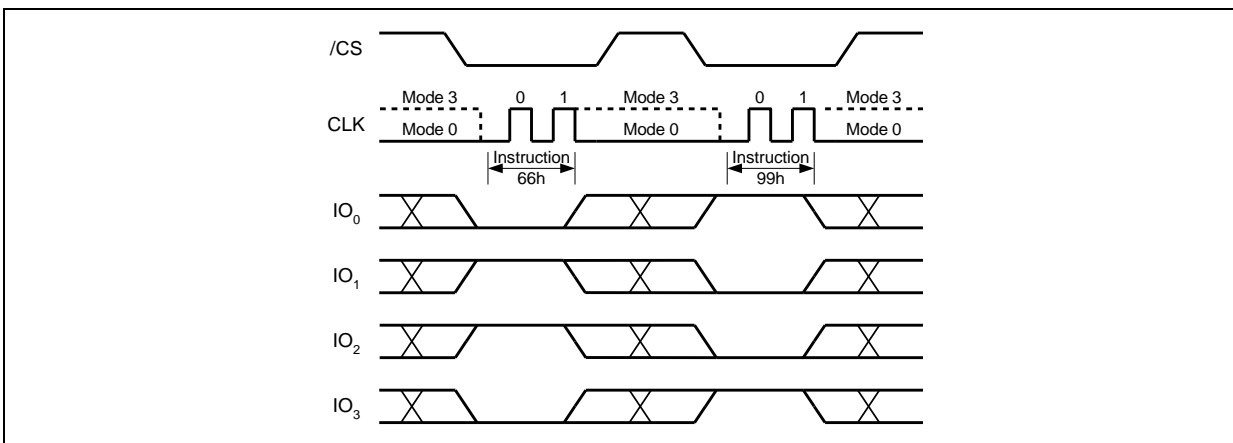 /CS
Mode 3 0 1 Mode 3 0 1 Mode 3
CLK
Mode 0 Mode 0 Mode 0
Instruction Instruction
66h 99h
IO0
IO1
IO2
IO3